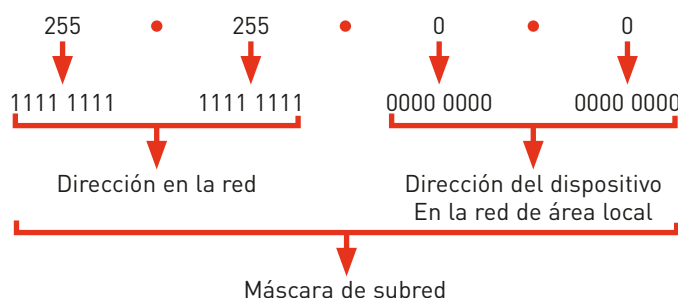 255 • 255 • 0 • 0
1111 1111 1111 1111 0000 0000 0000 0000
Dirección en la red
Dirección del dispositivo
En la red de área local
Máscara de subred